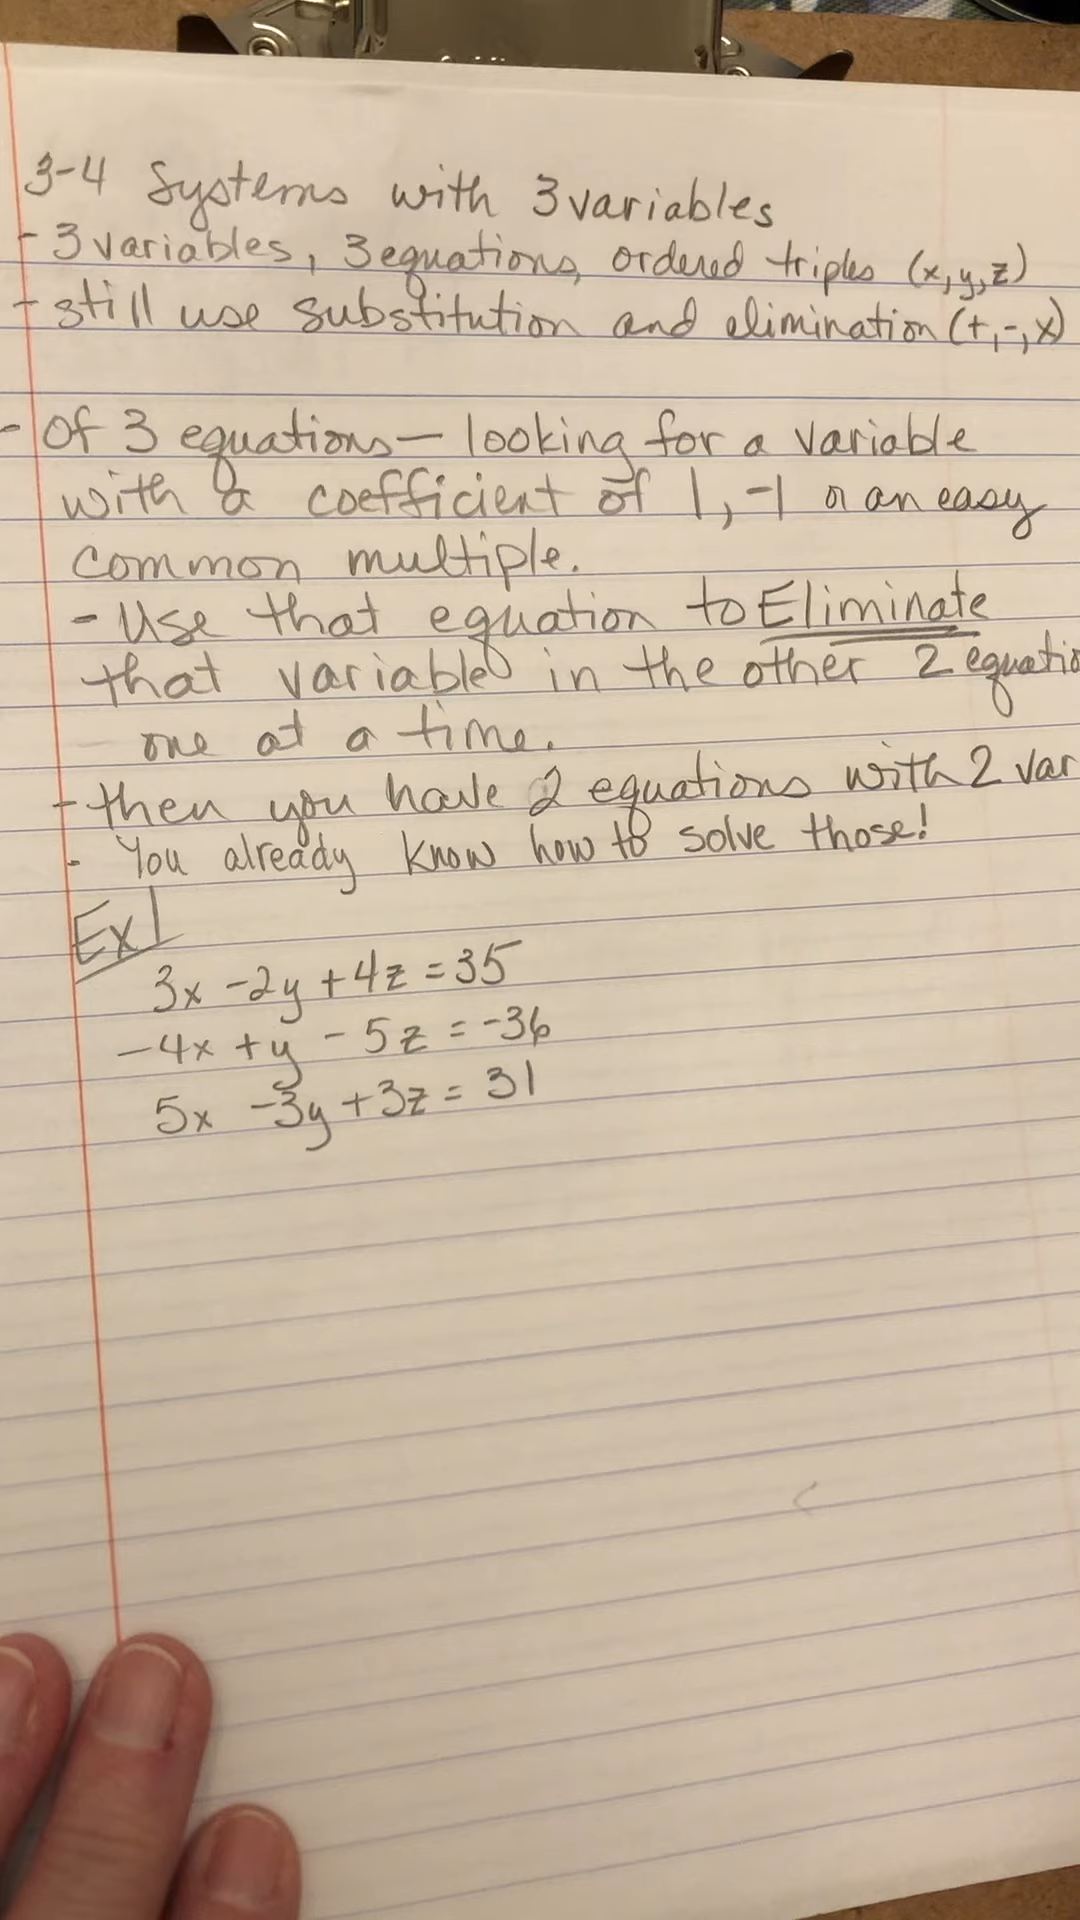 3-4 Systems with 3 variables
- 3 variables, 3 equations, ordered triples (x,y,z)
- still use substitution and elimination (+,-,x)
- Of 3 equations — looking for a variable
with a coefficient of 1, -1 or an easy
common multiple.
- Use that equation to Eliminate
that variable in the other 2 equatio
one at a time.
- then you have 2 equations with 2 var
- You already know how to solve those!
Ex 1
3x - 2y + 4z = 35
-4x + y - 5z = -36
5x - 3y + 3z = 31